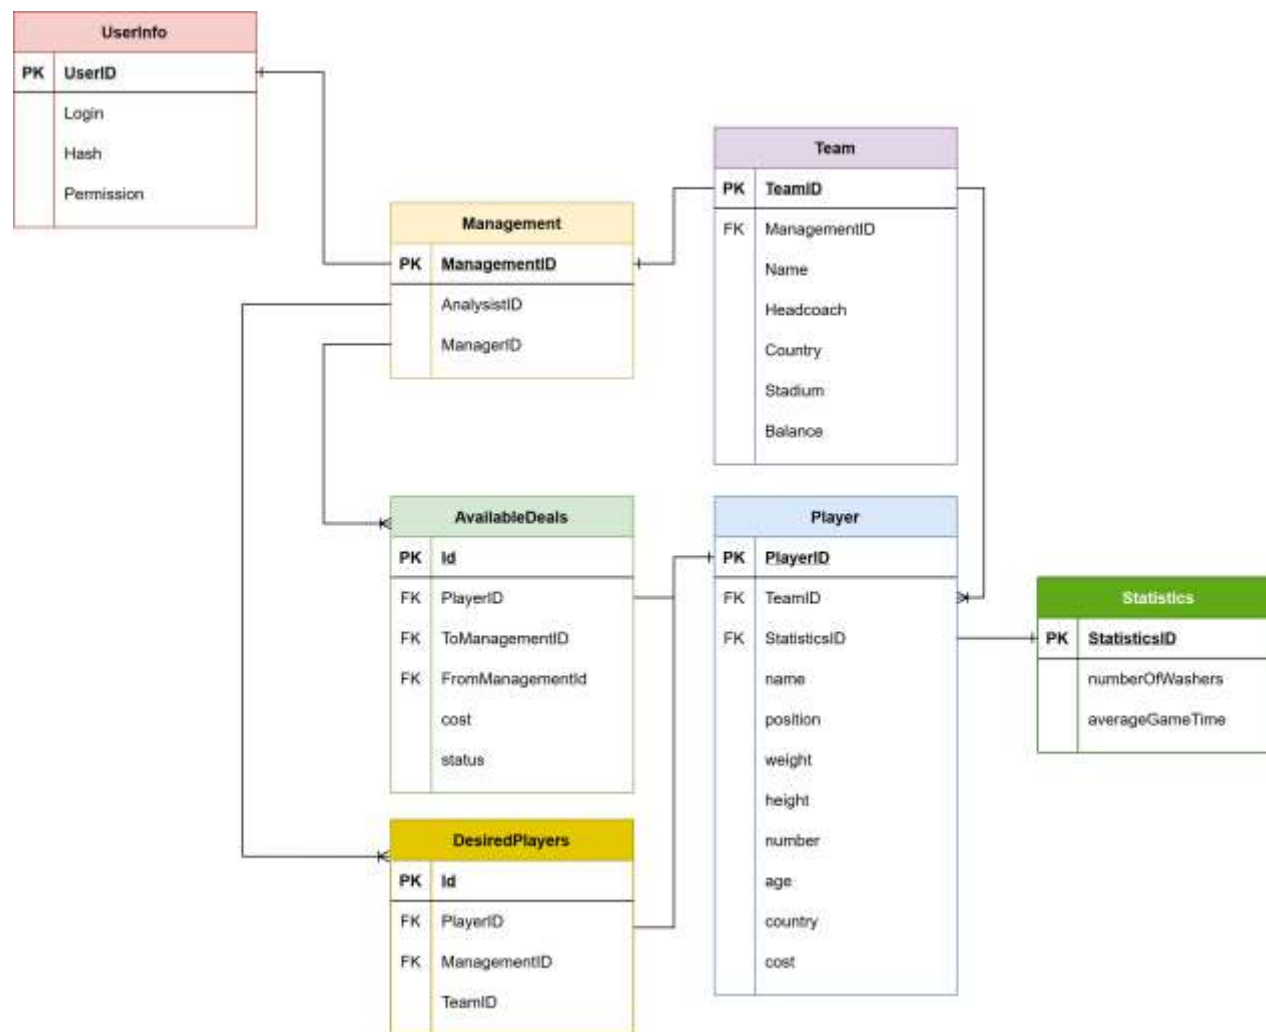 UserInfo
PK UserID
Login
Hash
Permission
Management
PK ManagementID
AnalysistID
ManagerID
Team
PK TeamID
FK ManagementID
Name
Headcoach
Country
Stadium
Balance
AvailableDeals
PK Id
FK PlayerID
FK ToManagementID
FK FromManagementId
cost
status
Player
PK PlayerID
FK TeamID
FK StatisticsID
name
position
weight
height
number
age
country
cost
Statistics
PK StatisticsID
numberOfWashers
averageGameTime
DesiredPlayers
PK Id
FK PlayerID
FK ManagementID
TeamID